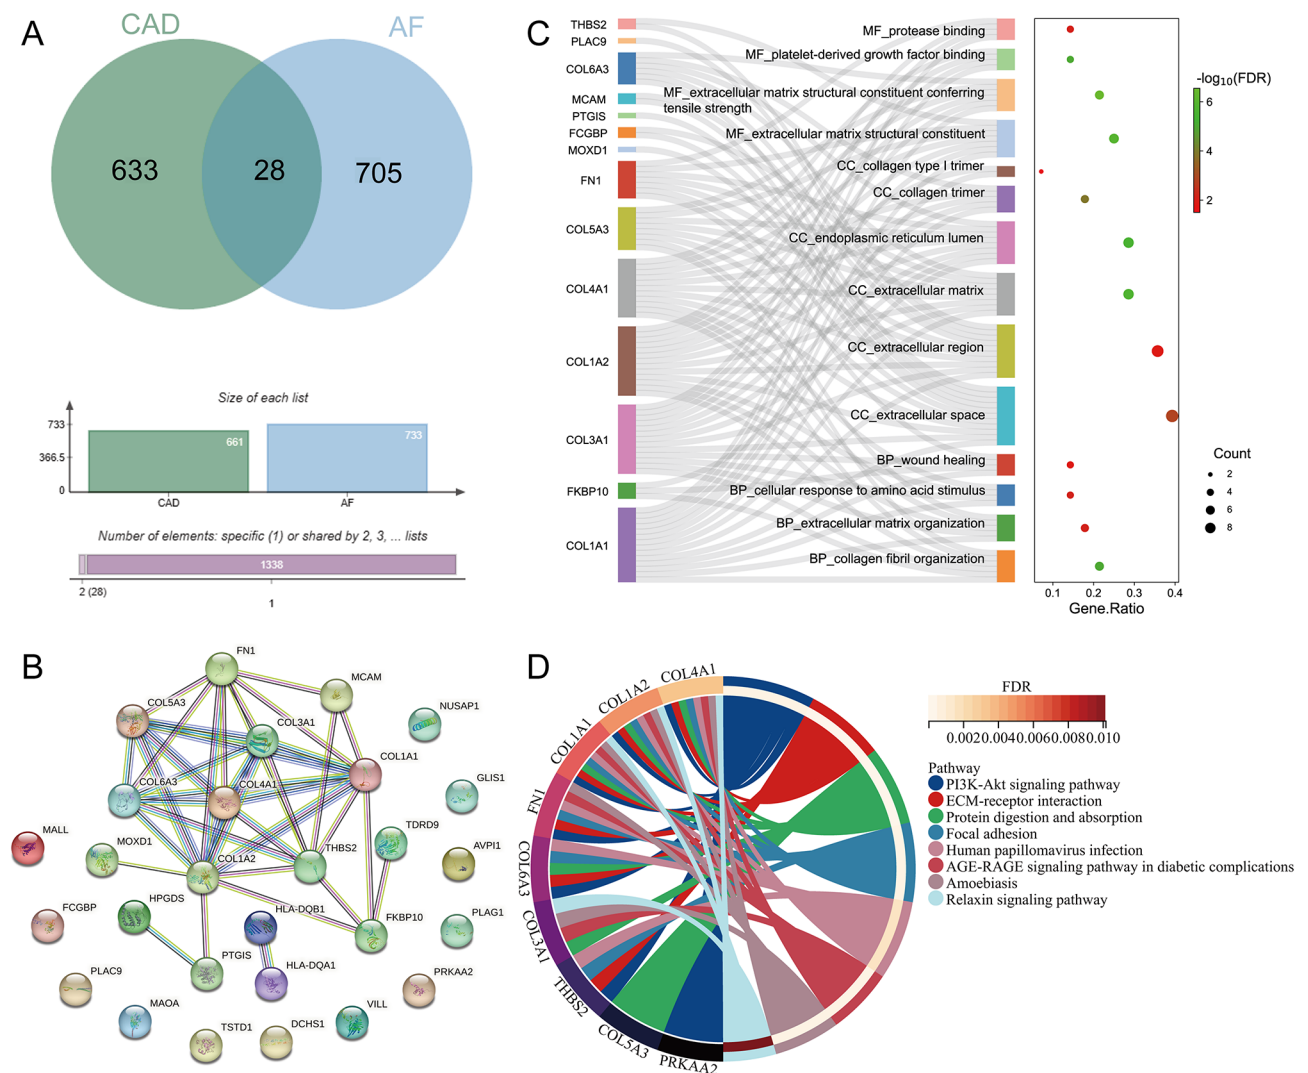 A
CAD
AF
633
28
705
Size of each list
733
366.5
0
661
733
CAD
AF
Number of elements: specific (1) or shared by 2, 3, ... lists
1338
2 (28)
1
B
FN1
MCAM
COL5A3
NUSAP1
COL3A1
COL1A1
COL6A3
COL4A1
GLIS1
MALL
MOXD1
TDRD9
THBS2
AVPI1
COL1A2
HPGDS
HLA-DQB1
FCGBP
FKBP10
PLAG1
PTGIS
HLA-DQA1
PLAC9
PRKAA2
MAOA
VILL
TSTD1
DCHS1
C
THBS2
PLAC9
COL6A3
MCAM
PTGIS
FCGBP
MOXD1
FN1
COL5A3
COL4A1
COL1A2
COL3A1
FKBP10
COL1A1
MF_protease binding
MF_platelet-derived growth factor binding
MF_extracellular matrix structural constituent conferring
tensile strength
MF_extracellular matrix structural constituent
CC_collagen type I trimer
CC_collagen trimer
CC_endoplasmic reticulum lumen
CC_extracellular matrix
CC_extracellular region
CC_extracellular space
BP_wound healing
BP_cellular response to amino acid stimulus
BP_extracellular matrix organization
BP_collagen fibril organization
0.1
0.2
0.3
0.4
Gene.Ratio
-log10(FDR)
6
4
2
Count
2
4
6
8
D
COL4A1
COL1A2
COL1A1
FN1
COL6A3
COL3A1
THBS2
COL5A3
PRKAA2
FDR
0.002 0.004 0.006 0.008 0.010
Pathway
PI3K-Akt signaling pathway
ECM-receptor interaction
Protein digestion and absorption
Focal adhesion
Human papillomavirus infection
AGE-RAGE signaling pathway in diabetic complications
Amoebiasis
Relaxin signaling pathway